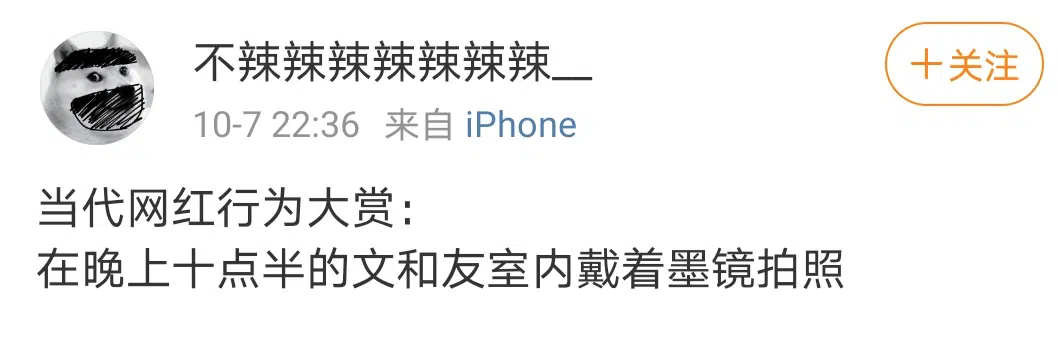 不辣辣辣辣辣辣辣__
十关注
10-7 22:36 来自 iPhone
当代网红行为大赏：
在晚上十点半的文和友室内戴着墨镜拍照